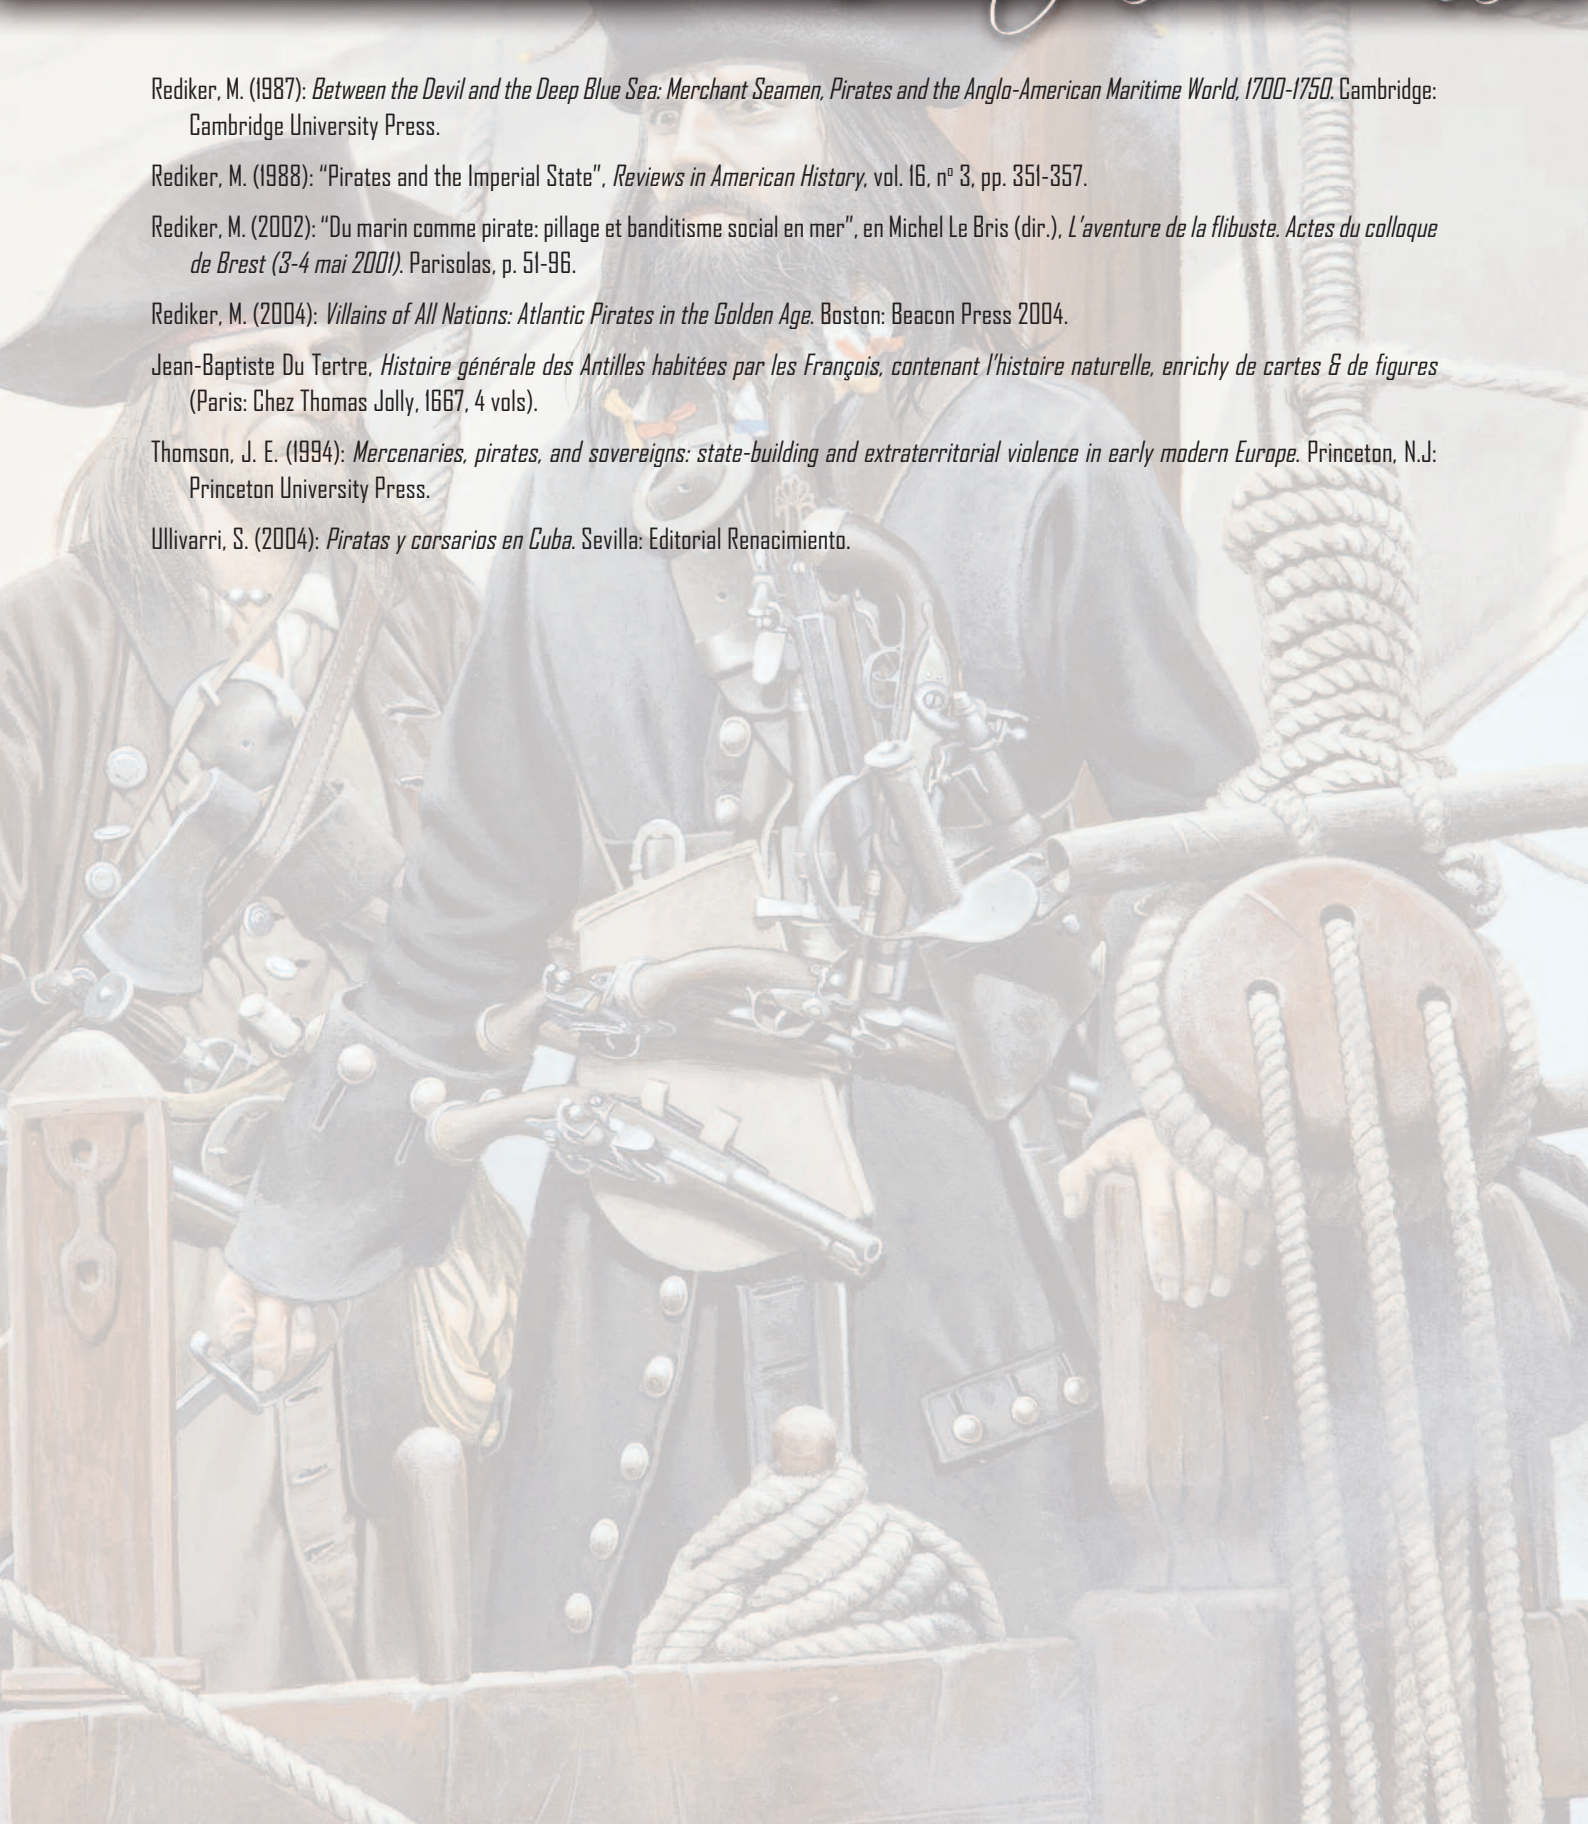 Rediker, M. (1987): Between the Devil and the Deep Blue Sea: Merchant Seamen, Pirates and the Anglo-American Maritime World, 1700-1750. Cambridge:
Cambridge University Press.
Rediker, M. (1988): “Pirates and the Imperial State”, Reviews in American History, vol. 16, nº 3, pp. 351-357.
Rediker, M. (2002): “Du marin comme pirate: pillage et banditisme social en mer”, en Michel Le Bris (dir.), L’aventure de la flibuste. Actes du colloque
de Brest (3-4 mai 2001). Parisolas, p. 51-96.
Rediker, M. (2004): Villains of All Nations: Atlantic Pirates in the Golden Age. Boston: Beacon Press 2004.
Jean-Baptiste Du Tertre, Histoire générale des Antilles habitées par les François, contenant l’histoire naturelle, enrichy de cartes & de figures
(Paris: Chez Thomas Jolly, 1667, 4 vols).
Thomson, J. E. (1994): Mercenaries, pirates, and sovereigns: state-building and extraterritorial violence in early modern Europe. Princeton, N.J:
Princeton University Press.
Ullivarri, S. (2004): Piratas y corsarios en Cuba. Sevilla: Editorial Renacimiento.